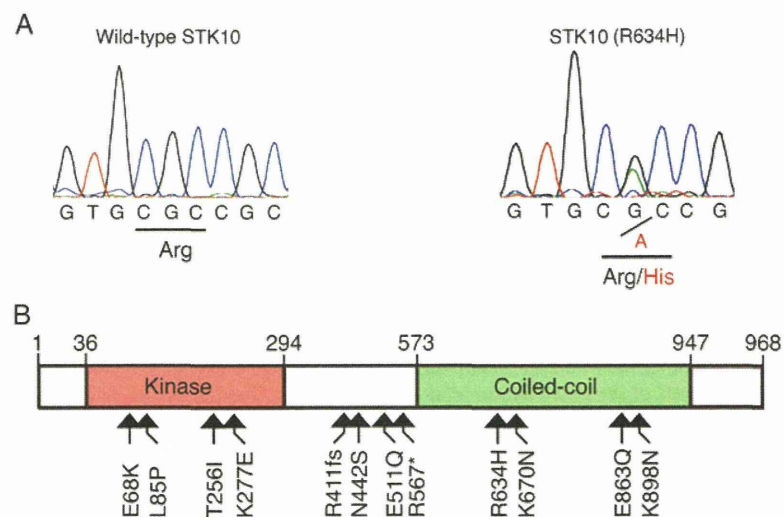 A
Wild-type STK10
STK10 (R634H)
G T G C G C C G C
G T G C G C C G
A
Arg
Arg/His
B
1 36 294 573 947 968
Kinase
Coiled-coil
E68K
L85P
T256I
K277E
R411fs
N442S
E511Q
R567*
R634H
K670N
E863Q
K898N